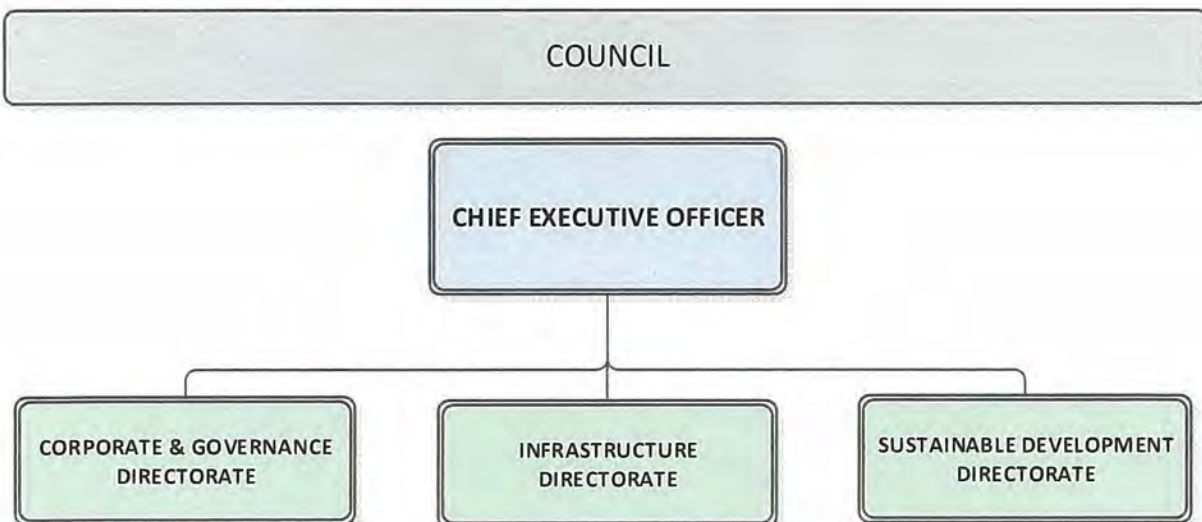 COUNCIL
CHIEF EXECUTIVE OFFICER
CORPORATE & GOVERNANCE
DIRECTORATE
INFRASTRUCTURE
DIRECTORATE
SUSTAINABLE DEVELOPMENT
DIRECTORATE